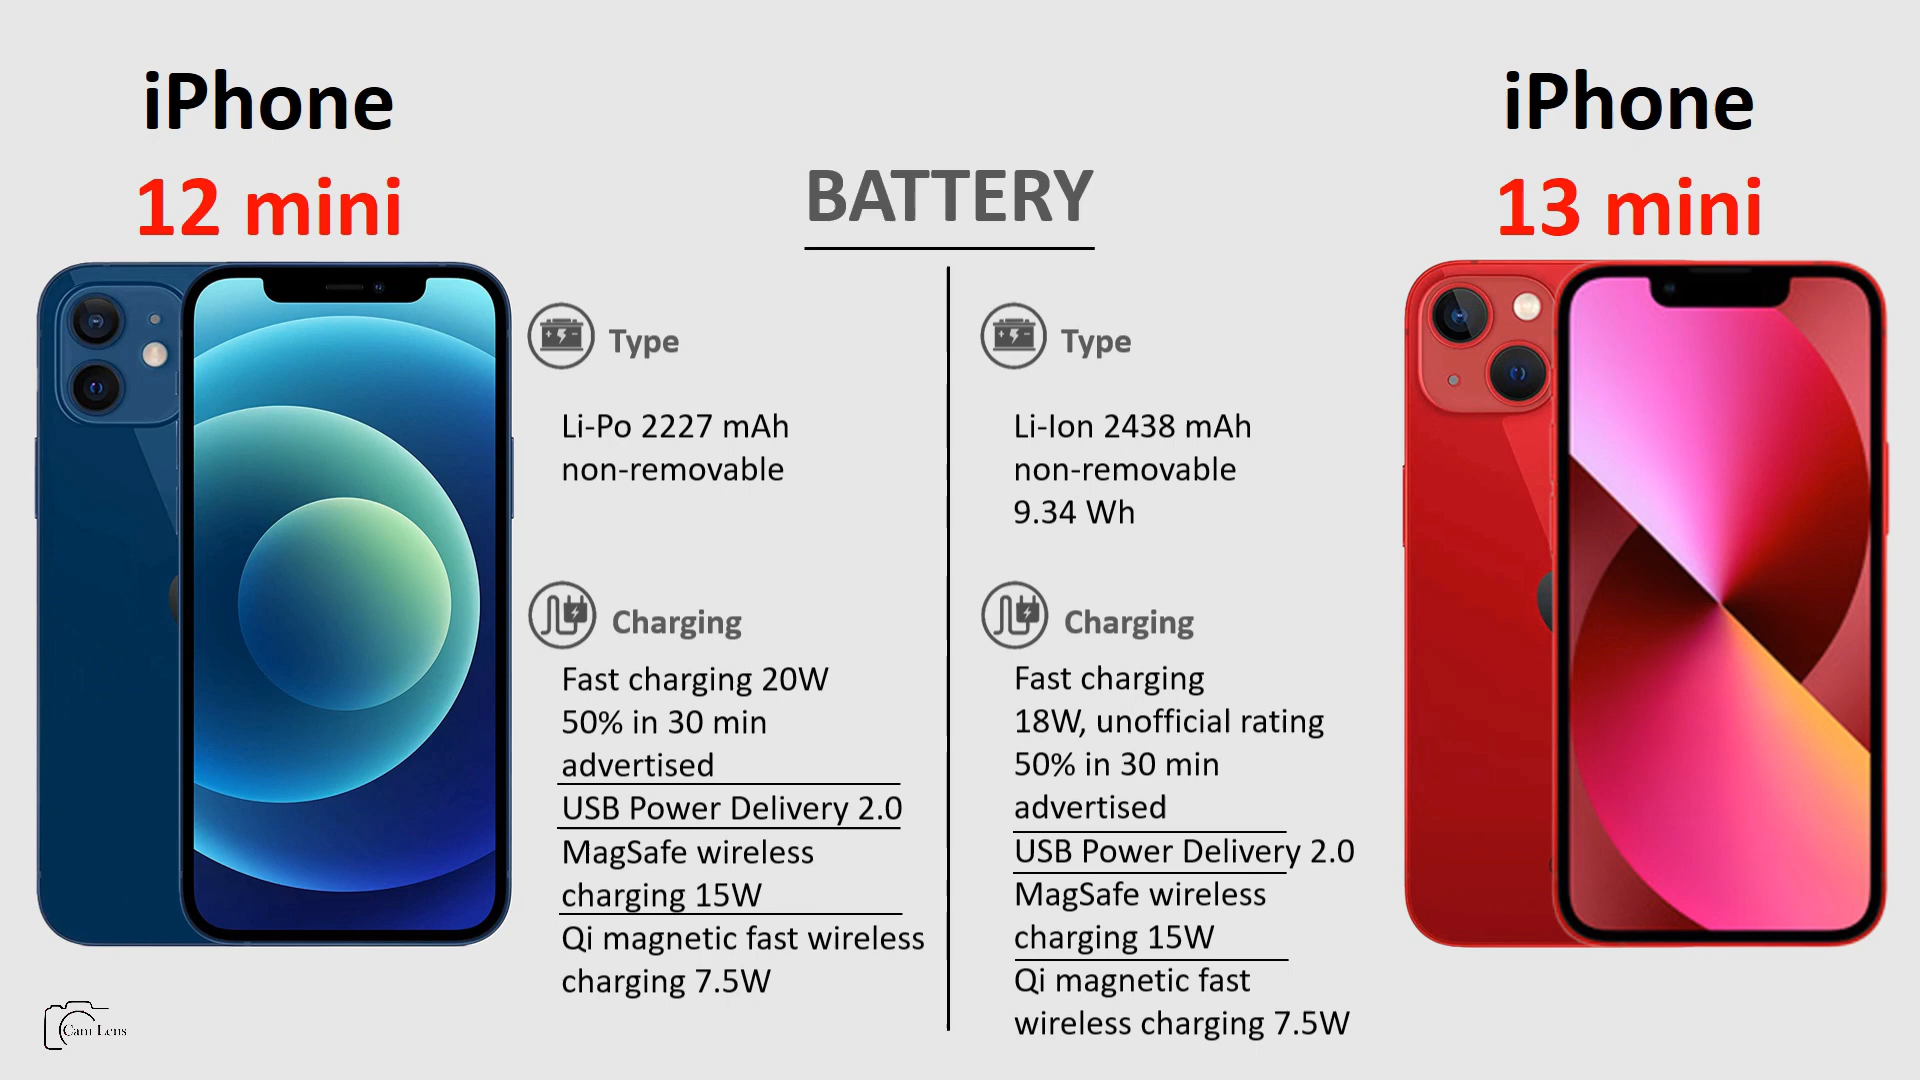 iPhone
12 mini
iPhone
13 mini
BATTERY
Type
Li-Po 2227 mAh
non-removable
Charging
Fast charging 20W
50% in 30 min
advertised
USB Power Delivery 2.0
MagSafe wireless
charging 15W
Qi magnetic fast wireless
charging 7.5W
Type
Li-Ion 2438 mAh
non-removable
9.34 Wh
Charging
Fast charging
18W, unofficial rating
50% in 30 min
advertised
USB Power Delivery 2.0
MagSafe wireless
charging 15W
Qi magnetic fast
wireless charging 7.5W
Cam Lens